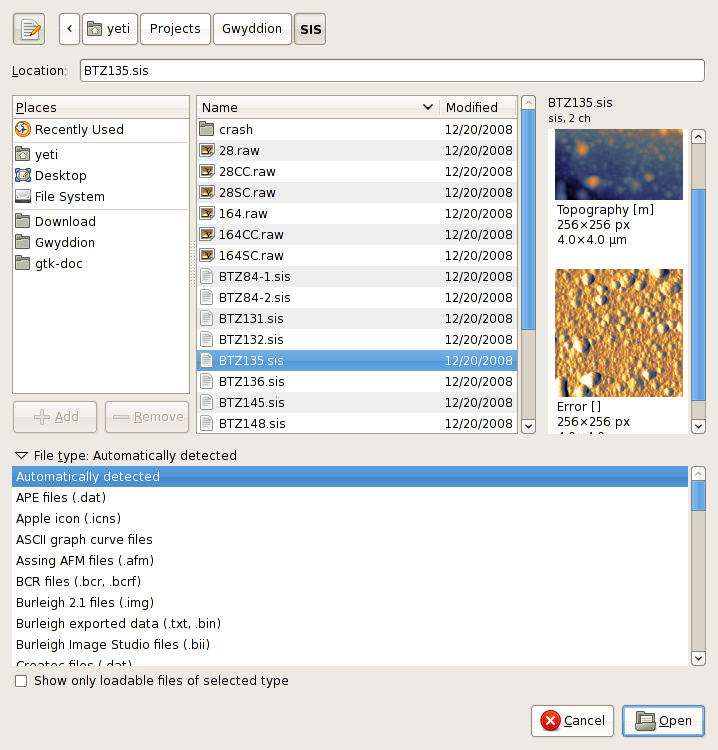 yeti Projects Gwyddion SIS
Location: BTZ135.sis
Places
Recently Used
yeti
Desktop
File System
Download
Gwyddion
gtk-doc
Add Remove
Name Modified
crash 12/20/2008
28.raw 12/20/2008
28CC.raw 12/20/2008
28SC.raw 12/20/2008
164.raw 12/20/2008
164CC.raw 12/20/2008
164SC.raw 12/20/2008
BTZ84-1.sis 12/20/2008
BTZ84-2.sis 12/20/2008
BTZ131.sis 12/20/2008
BTZ132.sis 12/20/2008
BTZ135.sis 12/20/2008
BTZ136.sis 12/20/2008
BTZ145.sis 12/20/2008
BTZ148.sis 12/20/2008
BTZ135.sis
sis, 2 ch
Topography [m]
256×256 px
4.0×4.0 µm
Error []
256×256 px
File type: Automatically detected
Automatically detected
APE files (.dat)
Apple icon (.icns)
ASCII graph curve files
Assing AFM files (.afm)
BCR files (.bcr, .bcrf)
Burleigh 2.1 files (.img)
Burleigh exported data (.txt, .bin)
Burleigh Image Studio files (.bii)
Createc files (.dat)
Show only loadable files of selected type
Cancel Open